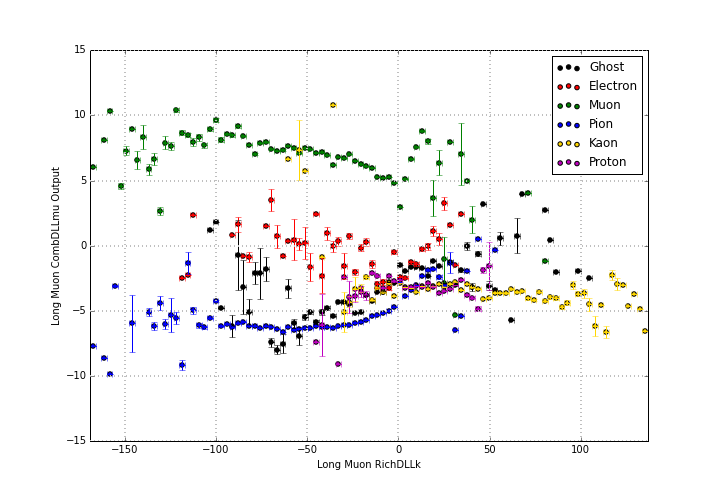 15
10
5
0
−5
−10
−15
−150
−100
−50
0
50
100
Long Muon CombDLLmu Output
Long Muon RichDLLk
Ghost
Electron
Muon
Pion
Kaon
Proton